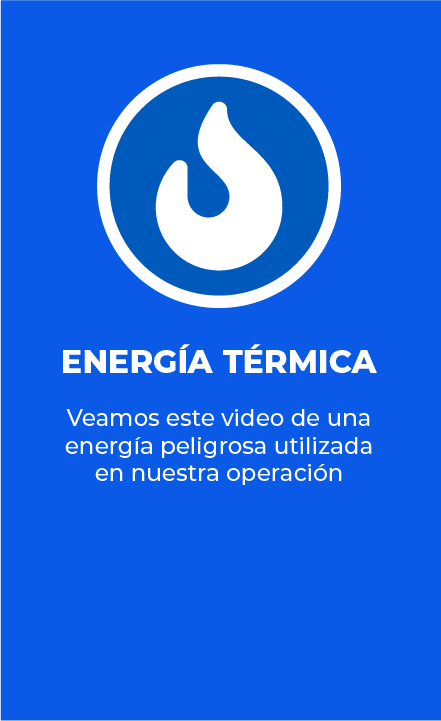 ENERGÍA TÉRMICA
Veamos este video de una
energía peligrosa utilizada
en nuestra operación